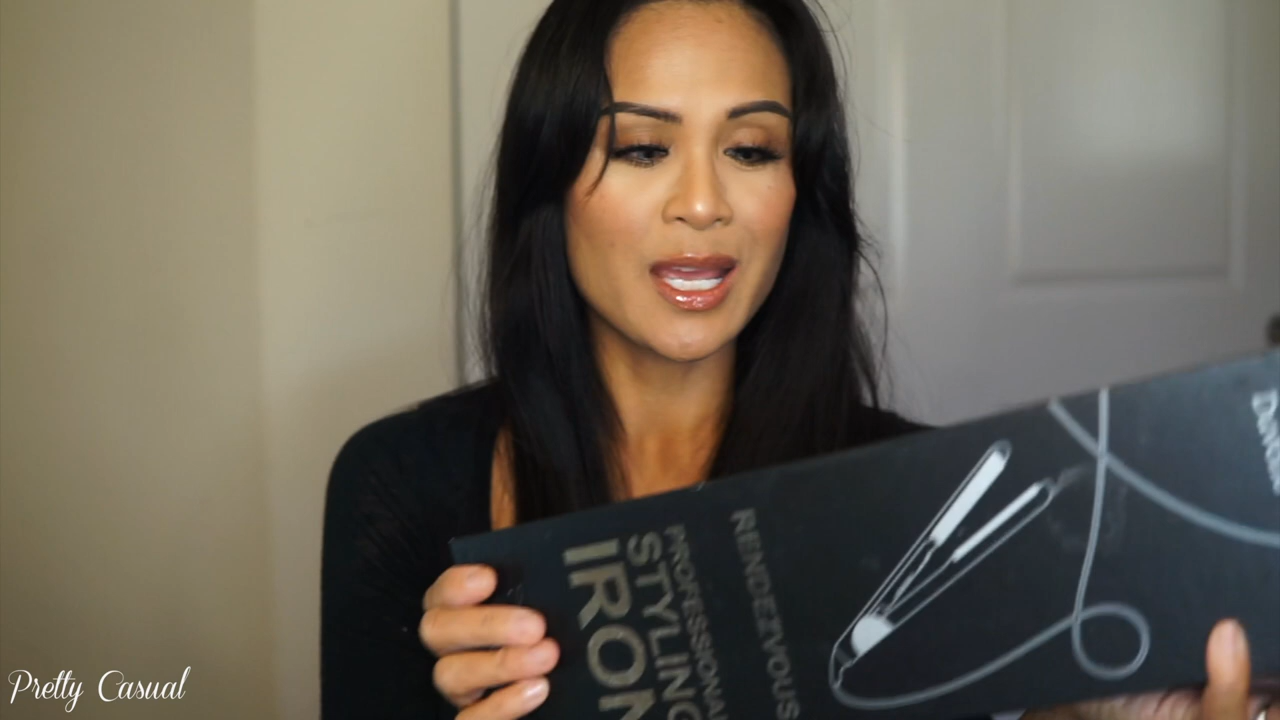 RENDEZVOUS
PROFESSIONAL
STYLING
IRON
Pretty Casual